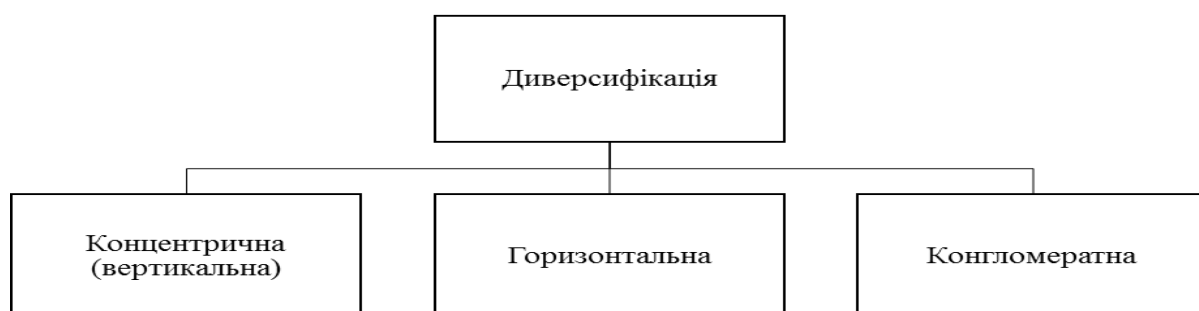 Диверсифікація
Концентрична
(вертикальна)
Горизонтальна
Конгломератна